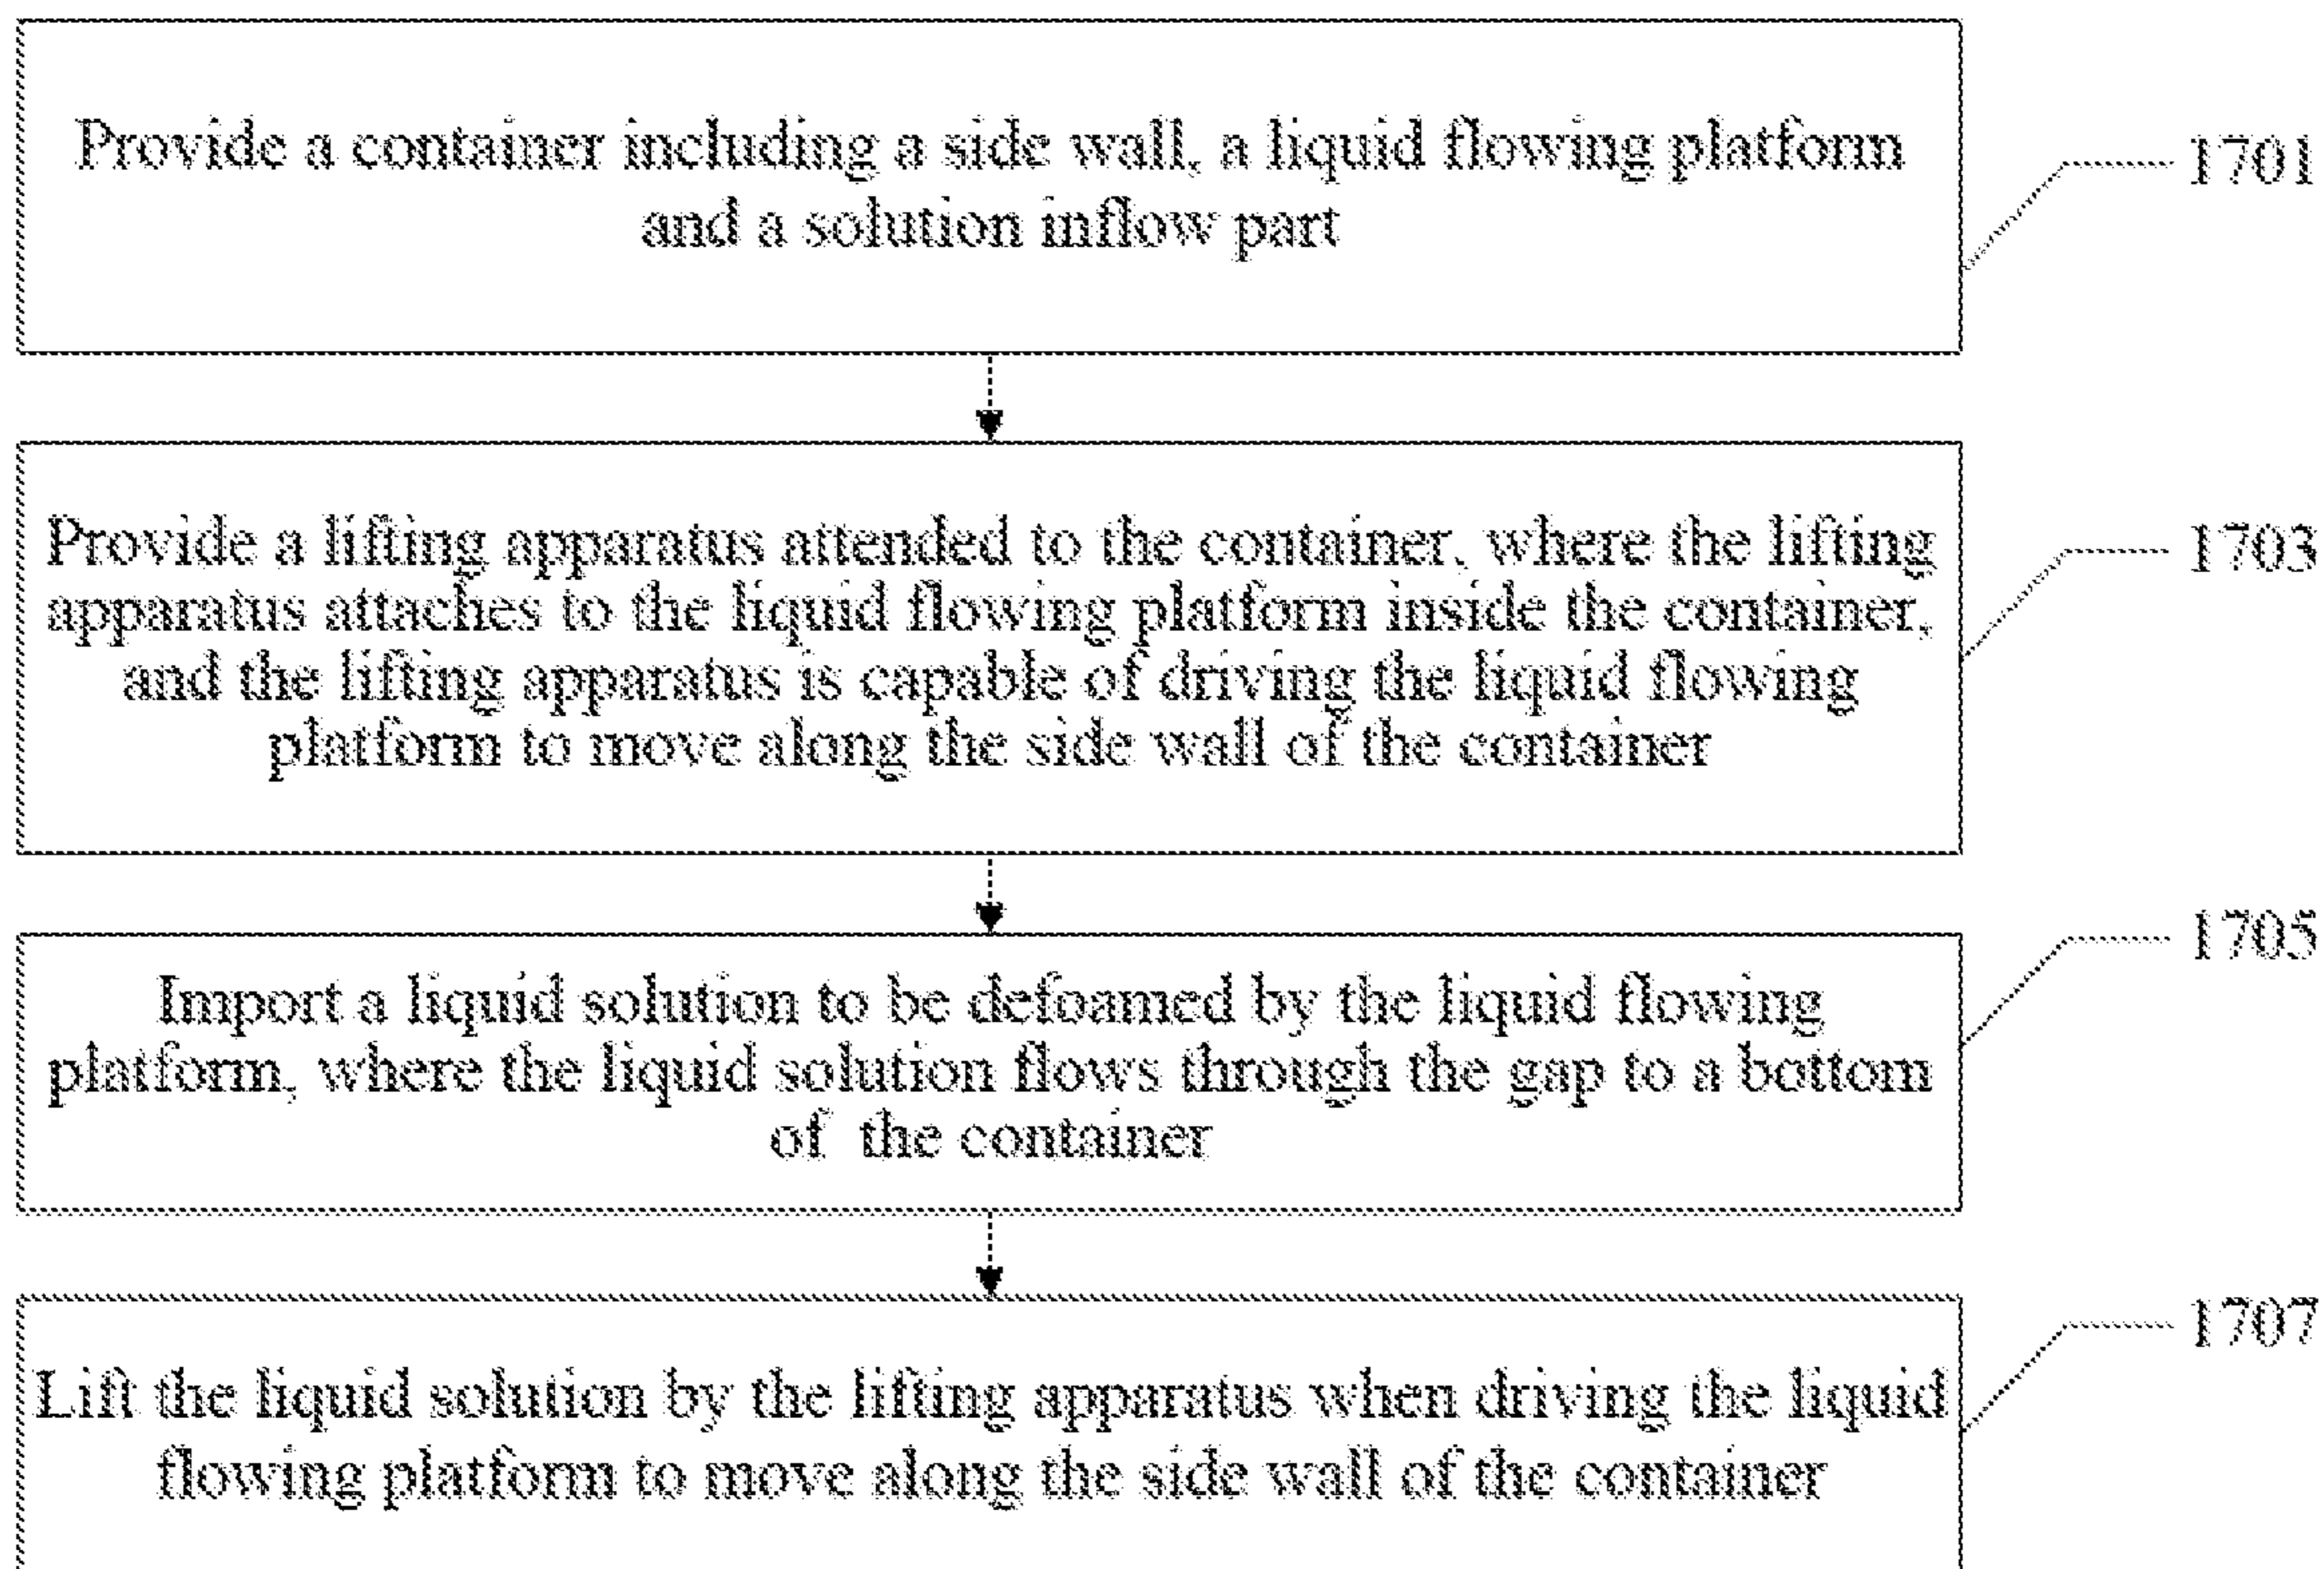 Provide a container including a side wall, a liquid flowing platform
and a solution inflow part
1701
Provide a lifting apparatus attended to the container, where the lifting
apparatus attaches to the liquid flowing platform inside the container,
and the lifting apparatus is capable of driving the liquid flowing
platform to move along the side wall of the container
1703
Import a liquid solution to be defoamed by the liquid flowing
platform, where the liquid solution flows through the gap to a bottom
of the container
1705
Lift the liquid solution by the lifting apparatus when driving the liquid
flowing platform to move along the side wall of the container
1707